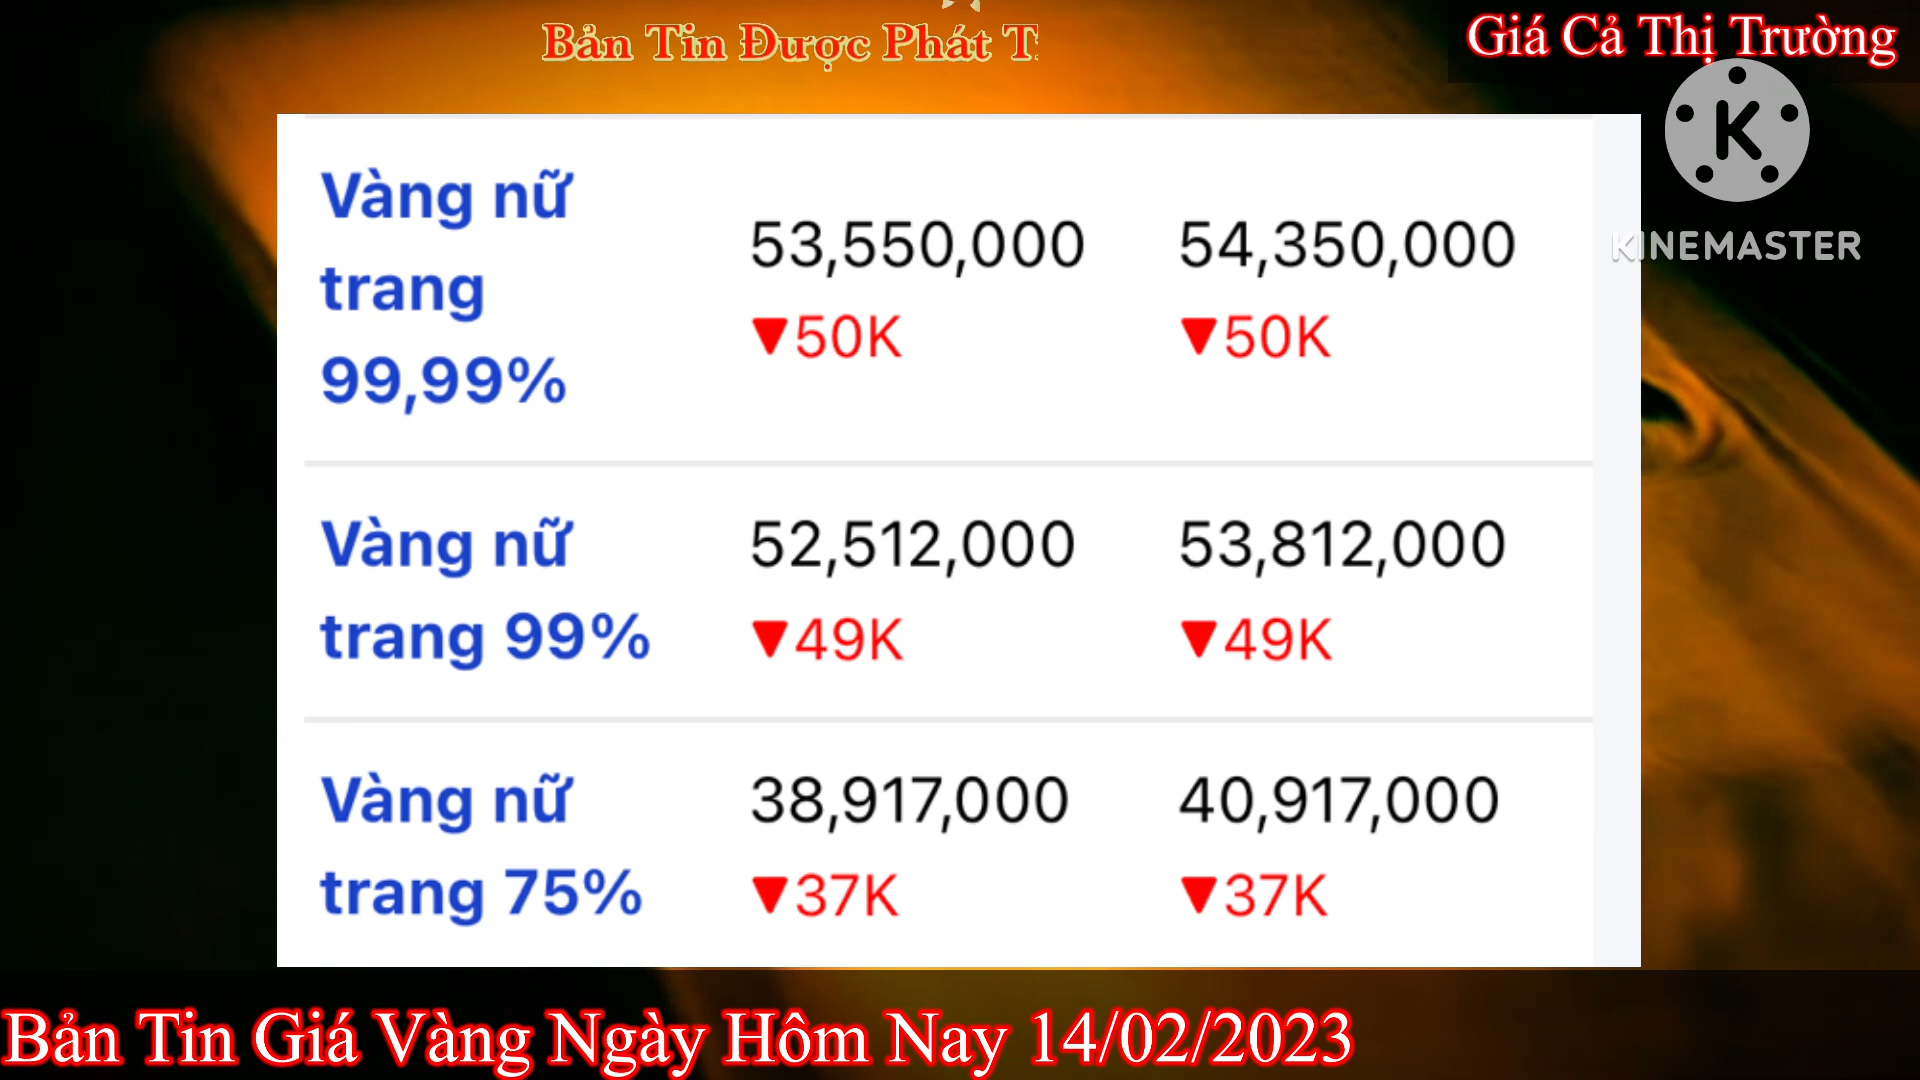 Bản Tin Được Phát T
Giá Cả Thị Trường
KINEMASTER
Vàng nữ
trang
99,99%
53,550,000
▼50K
54,350,000
▼50K
Vàng nữ
trang 99%
52,512,000
▼49K
53,812,000
▼49K
Vàng nữ
trang 75%
38,917,000
▼37K
40,917,000
▼37K
Bản Tin Giá Vàng Ngày Hôm Nay 14/02/2023